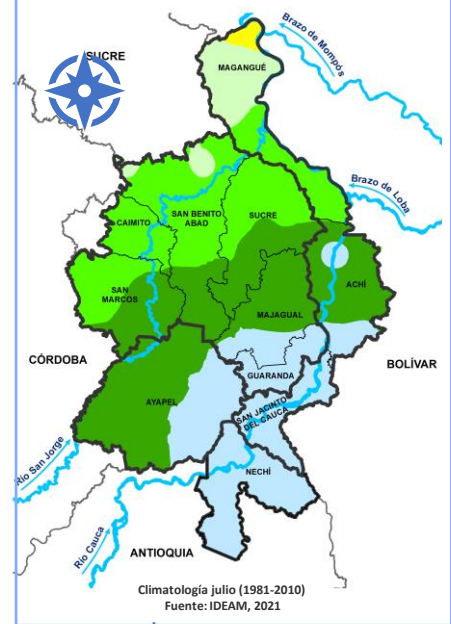 Brazo de Mompós
SUCRE
MAGANGUÉ
Brazo de Loba
CAIMITO
SAN BENITO
ABAD
SUCRE
SAN
MARCOS
ACHÍ
MAJAGUAL
CÓRDOBA
BOLÍVAR
GUARANDA
AYAPEL
SAN JACINTO
DEL CAUCA
Río San Jorge
NECHÍ
Río Cauca
ANTIOQUIA
Climatología julio (1981-2010)
Fuente: IDEAM, 2021